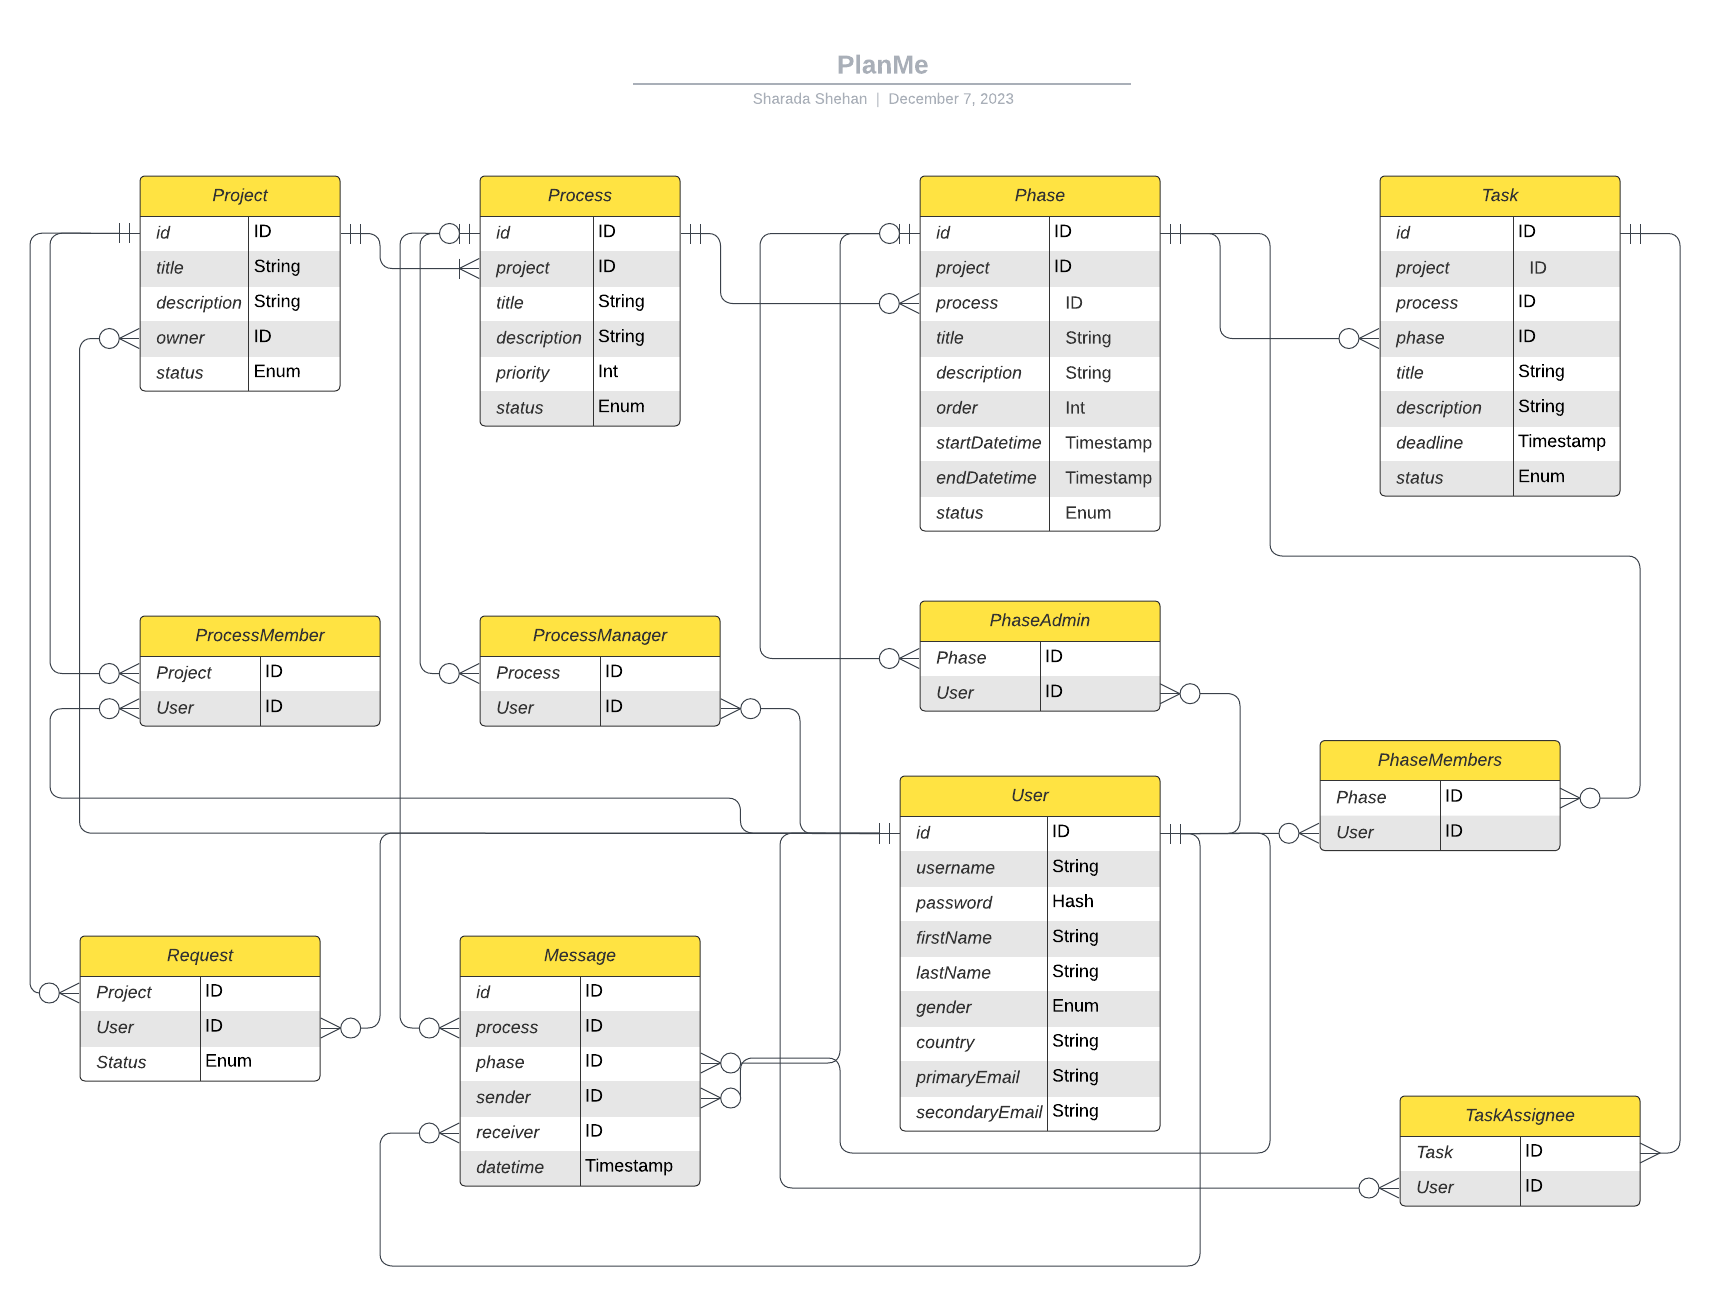 PlanMe
Sharada Shehan | December 7, 2023
Project
id ID
title String
description String
owner ID
status Enum
Process
id ID
project ID
title String
description String
priority Int
status Enum
Phase
id ID
project ID
process ID
title String
description String
order Int
startDatetime Timestamp
endDatetime Timestamp
status Enum
Task
id ID
project ID
process ID
phase ID
title String
description String
deadline Timestamp
status Enum
ProcessMember
Project ID
User ID
ProcessManager
Process ID
User ID
PhaseAdmin
Phase ID
User ID
PhaseMembers
Phase ID
User ID
User
id ID
username String
password Hash
firstName String
lastName String
gender Enum
country String
primaryEmail String
secondaryEmail String
Request
Project ID
User ID
Status Enum
Message
id ID
process ID
phase ID
sender ID
receiver ID
datetime Timestamp
TaskAssignee
Task ID
User ID